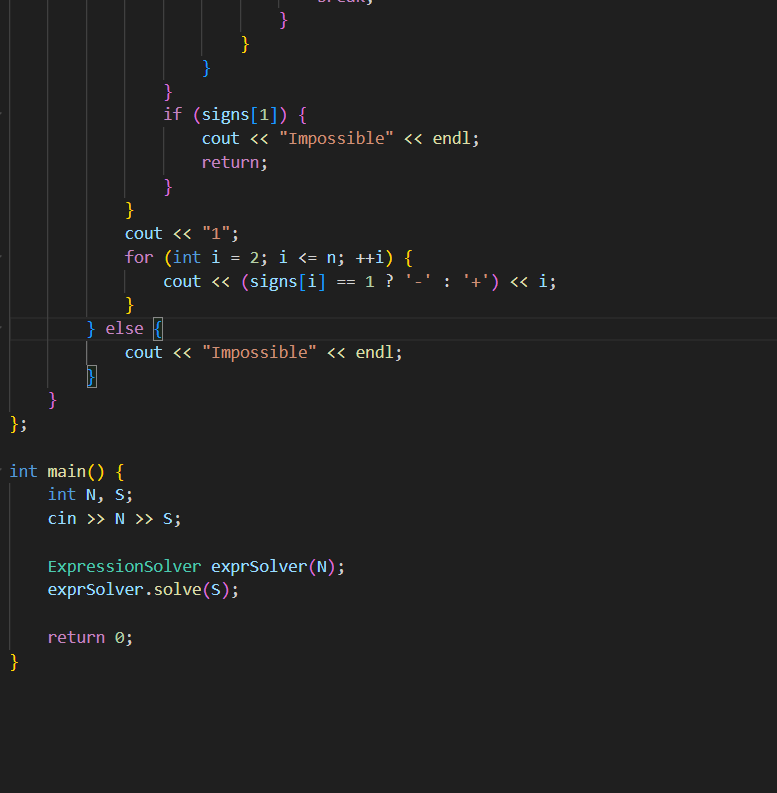 break;
}
}
}
}
if (signs[1]) {
cout << "Impossible" << endl;
return;
}
}
cout << "1";
for (int i = 2; i <= n; ++i) {
cout << (signs[i] == 1 ? '-' : '+') << i;
}
} else {
cout << "Impossible" << endl;
}
}
};
int main() {
int N, S;
cin >> N >> S;
ExpressionSolver exprSolver(N);
exprSolver.solve(S);
return 0;
}